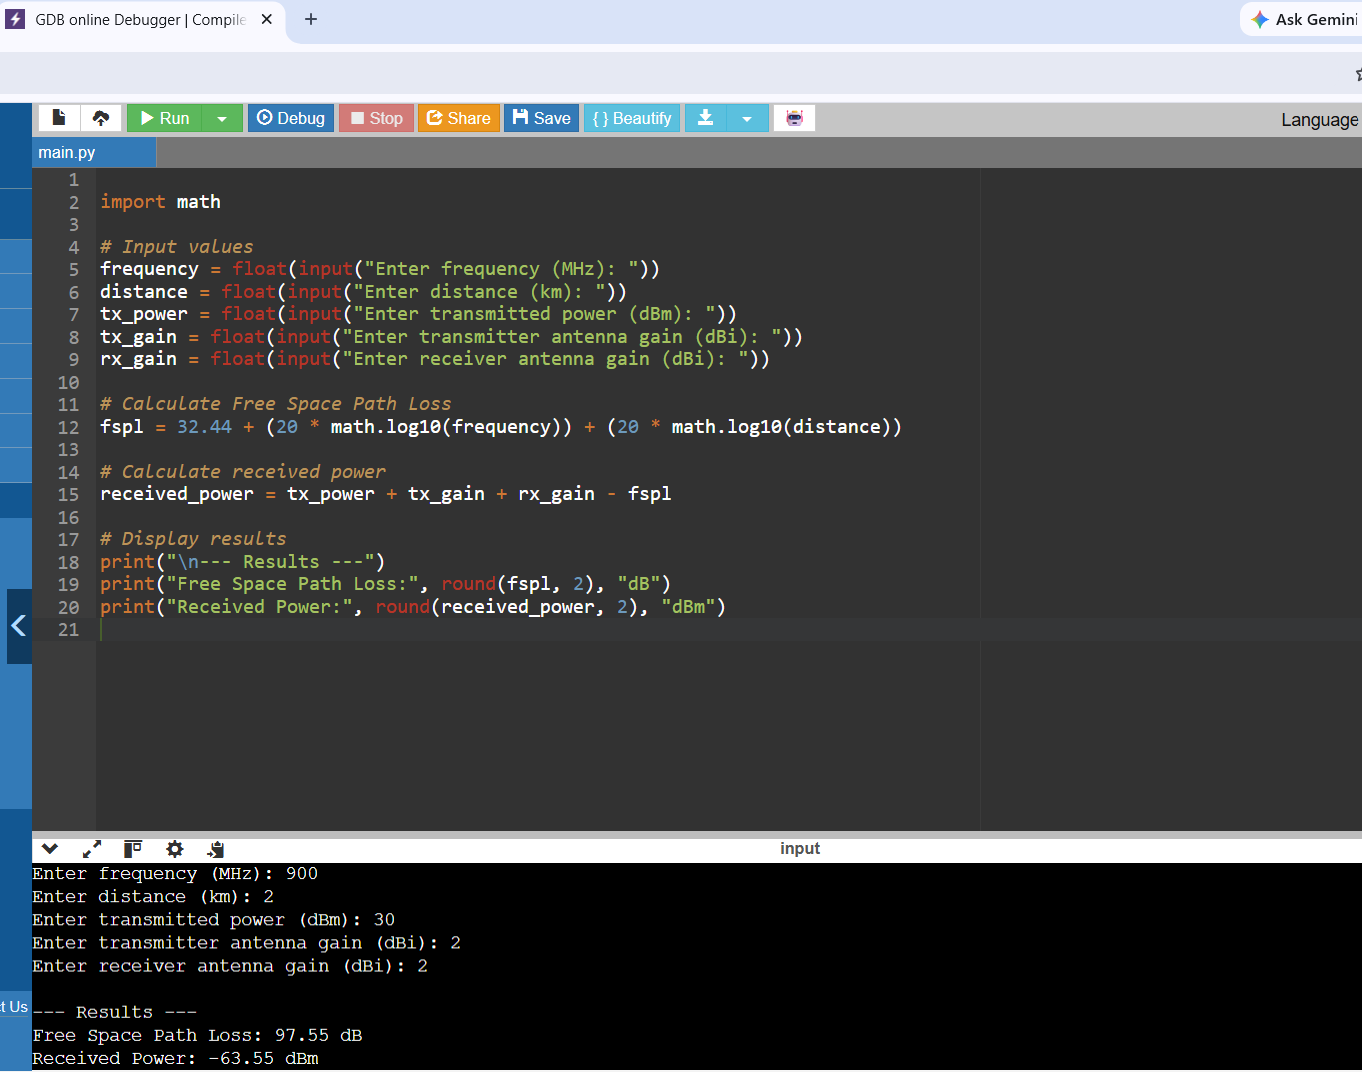 GDB online Debugger | Compile
Ask Gemini
Run
Debug
Stop
Share
Save
{ } Beautify
Language
main.py
1
2 import math
3
4 # Input values
5 frequency = float(input("Enter frequency (MHz): "))
6 distance = float(input("Enter distance (km): "))
7 tx_power = float(input("Enter transmitted power (dBm): "))
8 tx_gain = float(input("Enter transmitter antenna gain (dBi): "))
9 rx_gain = float(input("Enter receiver antenna gain (dBi): "))
10
11 # Calculate Free Space Path Loss
12 fspl = 32.44 + (20 * math.log10(frequency)) + (20 * math.log10(distance))
13
14 # Calculate received power
15 received_power = tx_power + tx_gain + rx_gain - fspl
16
17 # Display results
18 print("\n--- Results ---")
19 print("Free Space Path Loss:", round(fspl, 2), "dB")
20 print("Received Power:", round(received_power, 2), "dBm")
21
input
Enter frequency (MHz): 900
Enter distance (km): 2
Enter transmitted power (dBm): 30
Enter transmitter antenna gain (dBi): 2
Enter receiver antenna gain (dBi): 2
t Us
--- Results ---
Free Space Path Loss: 97.55 dB
Received Power: -63.55 dBm